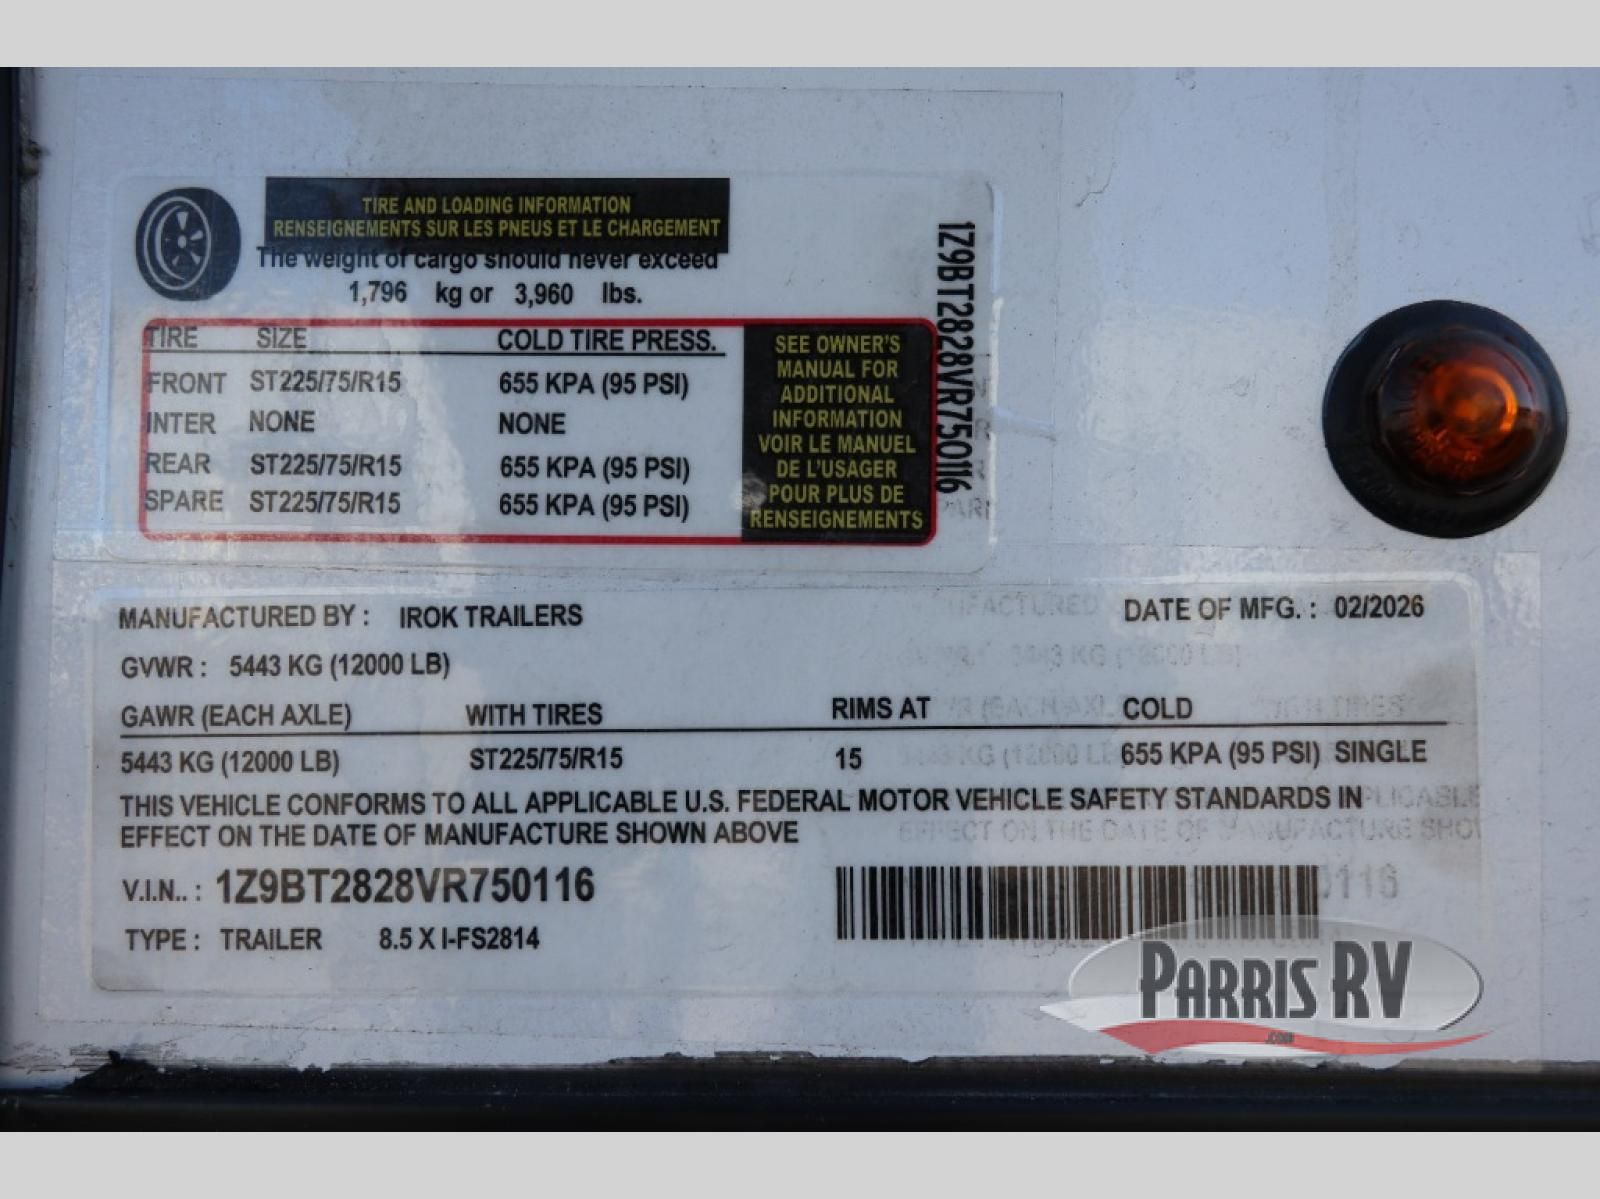 TIRE AND LOADING INFORMATION
RENSEIGNEMENTS SUR LES PNEUS ET LE CHARGEMENT
The weight of cargo should never exceed
1,796 kg or 3,960 lbs.
TIRE SIZE COLD TIRE PRESS.
FRONT ST225/75/R15 655 KPA (95 PSI)
INTER NONE NONE
REAR ST225/75/R15 655 KPA (95 PSI)
SPARE ST225/75/R15 655 KPA (95 PSI)
SEE OWNER'S
MANUAL FOR
ADDITIONAL
INFORMATION
VOIR LE MANUEL
DE L'USAGER
POUR PLUS DE
RENSEIGNEMENTS
1Z9BT2828VR750116
MANUFACTURED BY : IROK TRAILERS DATE OF MFG. : 02/2026
GVWR : 5443 KG (12000 LB)
GAWR (EACH AXLE) WITH TIRES RIMS AT COLD
5443 KG (12000 LB) ST225/75/R15 15 655 KPA (95 PSI) SINGLE
THIS VEHICLE CONFORMS TO ALL APPLICABLE U.S. FEDERAL MOTOR VEHICLE SAFETY STANDARDS IN
EFFECT ON THE DATE OF MANUFACTURE SHOWN ABOVE
V.I.N.. : 1Z9BT2828VR750116
TYPE : TRAILER 8.5 X I-FS2814
PARRIS RV
.com